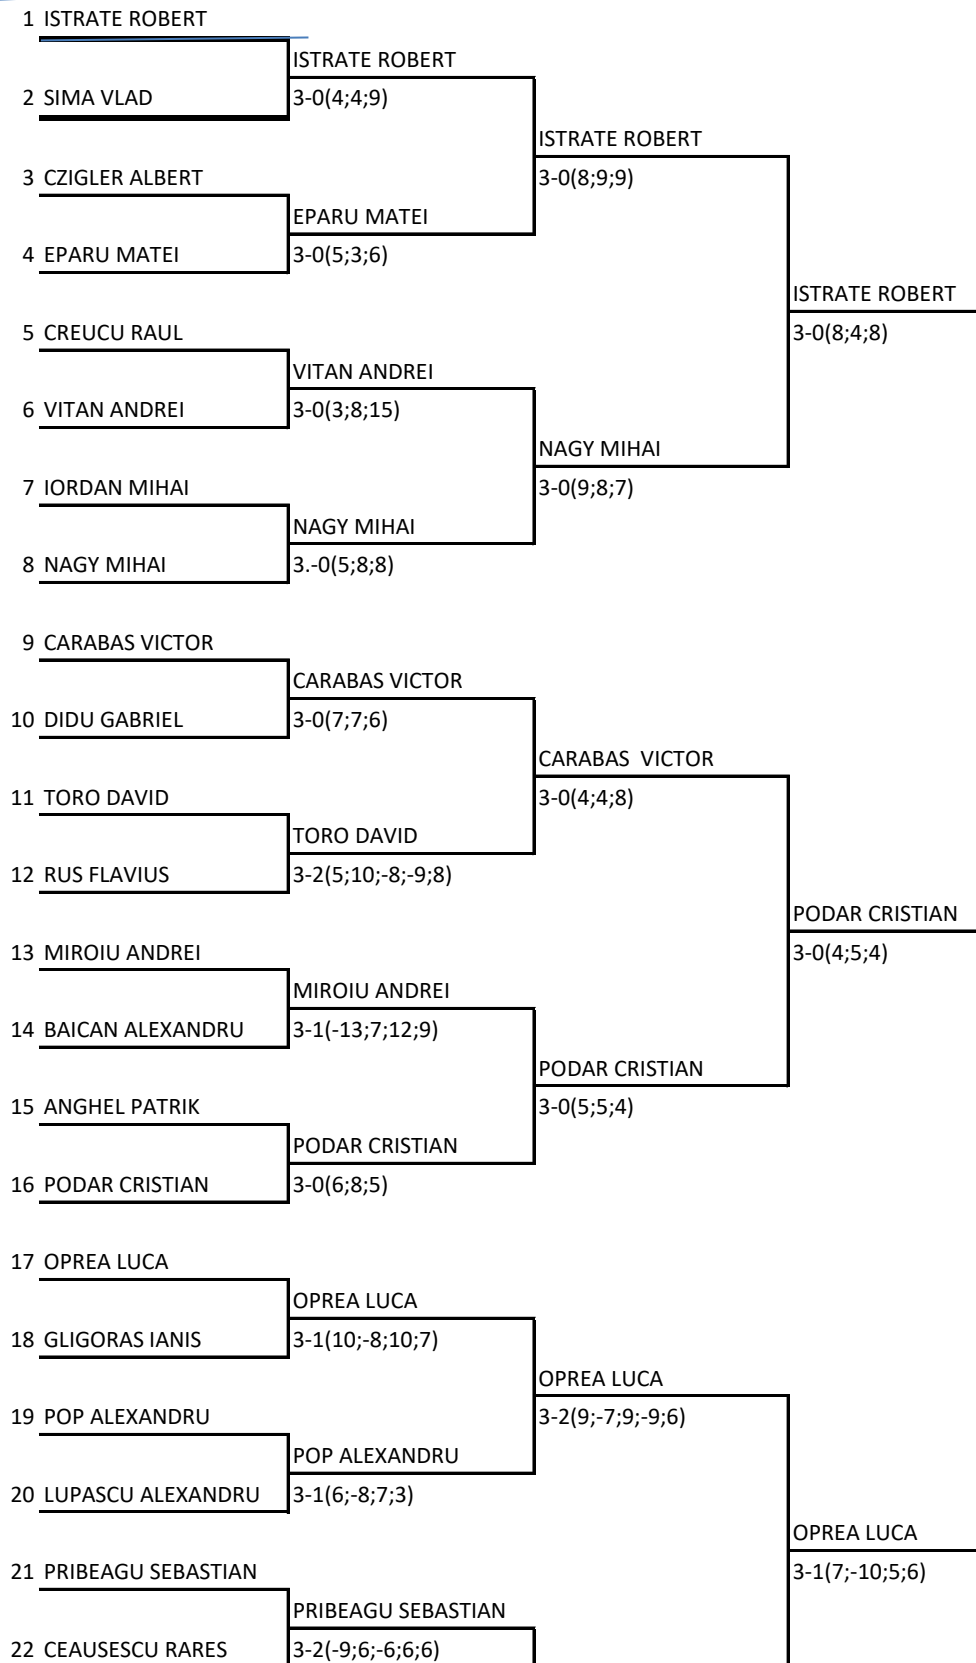 1 ISTRATE ROBERT
ISTRATE ROBERT
2 SIMA VLAD
3-0(4;4;9)
ISTRATE ROBERT
3 CZIGLER ALBERT
3-0(8;9;9)
EPARU MATEI
4 EPARU MATEI
3-0(5;3;6)
ISTRATE ROBERT
5 CREUCU RAUL
3-0(8;4;8)
VITAN ANDREI
6 VITAN ANDREI
3-0(3;8;15)
NAGY MIHAI
7 IORDAN MIHAI
3-0(9;8;7)
NAGY MIHAI
8 NAGY MIHAI
3.-0(5;8;8)
9 CARABAS VICTOR
CARABAS VICTOR
10 DIDU GABRIEL
3-0(7;7;6)
CARABAS  VICTOR
11 TORO DAVID
3-0(4;4;8)
TORO DAVID
12 RUS FLAVIUS
3-2(5;10;-8;-9;8)
PODAR CRISTIAN
13 MIROIU ANDREI
3-0(4;5;4)
MIROIU ANDREI
14 BAICAN ALEXANDRU
3-1(-13;7;12;9)
PODAR CRISTIAN
15 ANGHEL PATRIK
3-0(5;5;4)
PODAR CRISTIAN
16 PODAR CRISTIAN
3-0(6;8;5)
17 OPREA LUCA
OPREA LUCA
18 GLIGORAS IANIS
3-1(10;-8;10;7)
OPREA LUCA
19 POP ALEXANDRU
3-2(9;-7;9;-9;6)
POP ALEXANDRU
20 LUPASCU ALEXANDRU
3-1(6;-8;7;3)
OPREA LUCA
21 PRIBEAGU SEBASTIAN
3-1(7;-10;5;6)
PRIBEAGU SEBASTIAN
22 CEAUSESCU RARES
3-2(-9;6;-6;6;6)